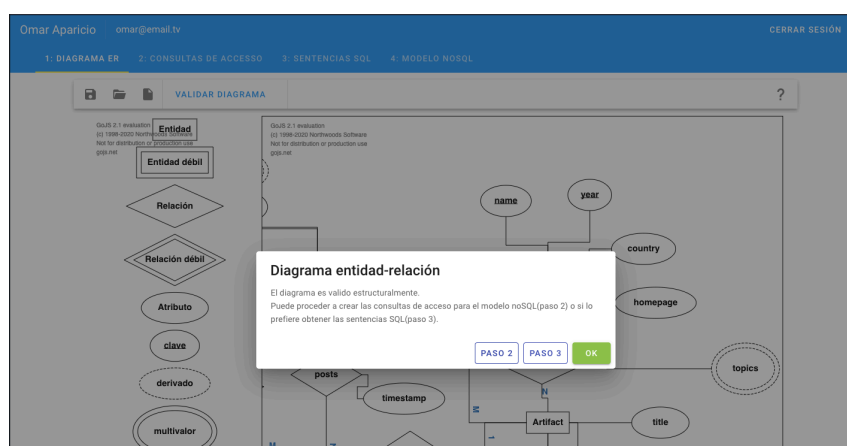 Omar Aparicio omar@email.tv CERRAR SESIÓN
1: DIAGRAMA ER 2: CONSULTAS DE ACCESSO 3: SENTENCIAS SQL 4: MODELO NOSQL
VALIDAR DIAGRAMA ?
GoJS 2.1 evaluation
(c) 1998-2020 Northwoods Software
Not for distribution or production use
gojs.net
Entidad
Entidad débil
Relación
Relación débil
Atributo
clave
derivado
multivalor
GoJS 2.1 evaluation
(c) 1998-2020 Northwoods Software
Not for distribution or production use
gojs.net
name
year
country
homepage
Diagrama entidad-relación
El diagrama es valido estructuralmente.
Puede proceder a crear las consultas de acceso para el modelo noSQL(paso 2) o si lo
prefiere obtener las sentencias SQL(paso 3).
PASO 2 PASO 3 OK
posts
timestamp
topics
N
M
Artifact
title
1